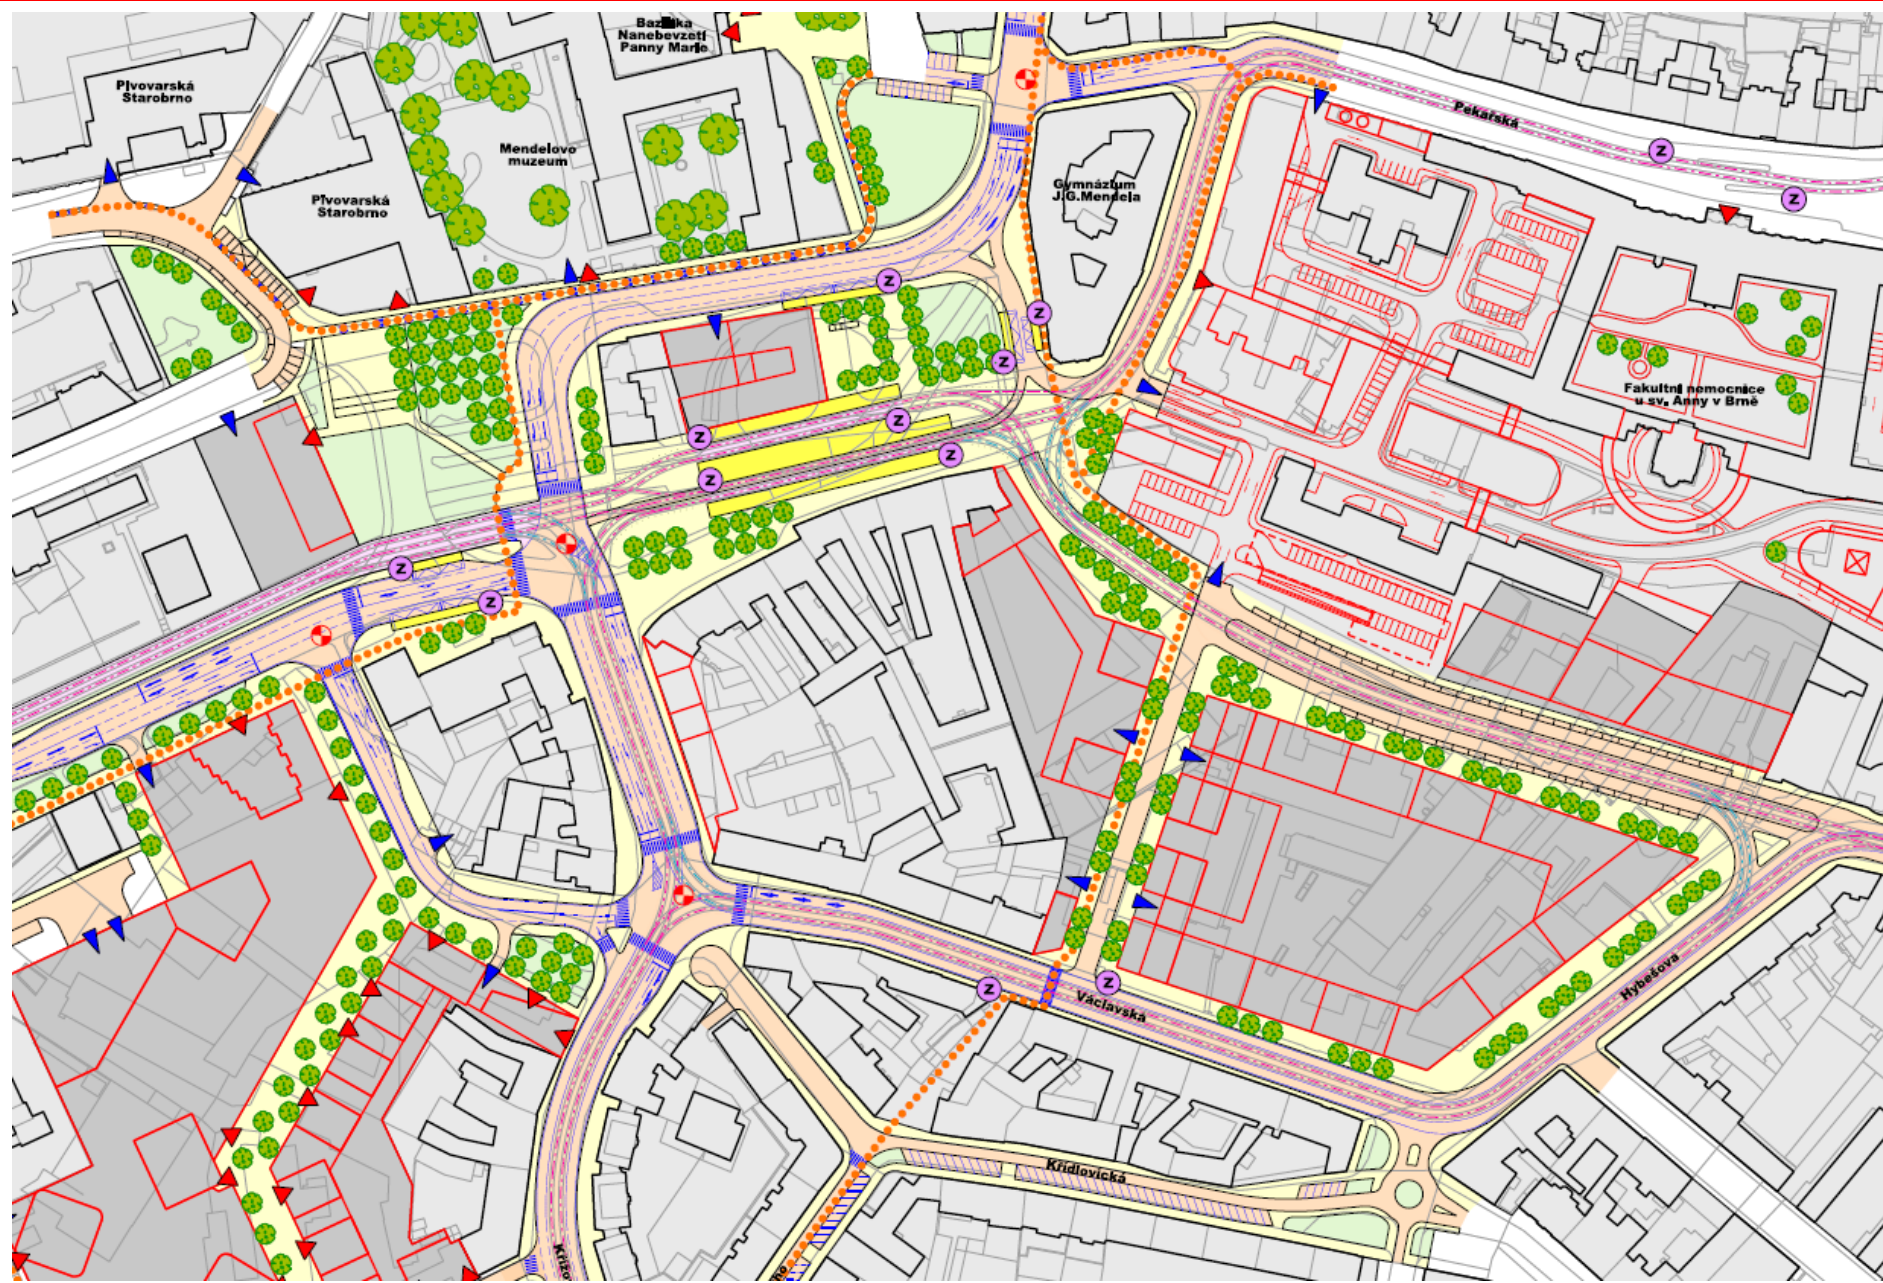 Pivovarská
Starobrno
Bazilika
Nanebevzetí
Panny Marie
Mendelovo
muzeum
Pivovarská
Starobrno
Gymnázium
J.G.Mendela
Pekařská
Z
Z
Z
Z
Z
Fakultní nemocnice
u sv. Anny v Brně
Z
Z
Z
Z
Z
Z
Hybešova
Z
Z
Václavská
Křídlovická